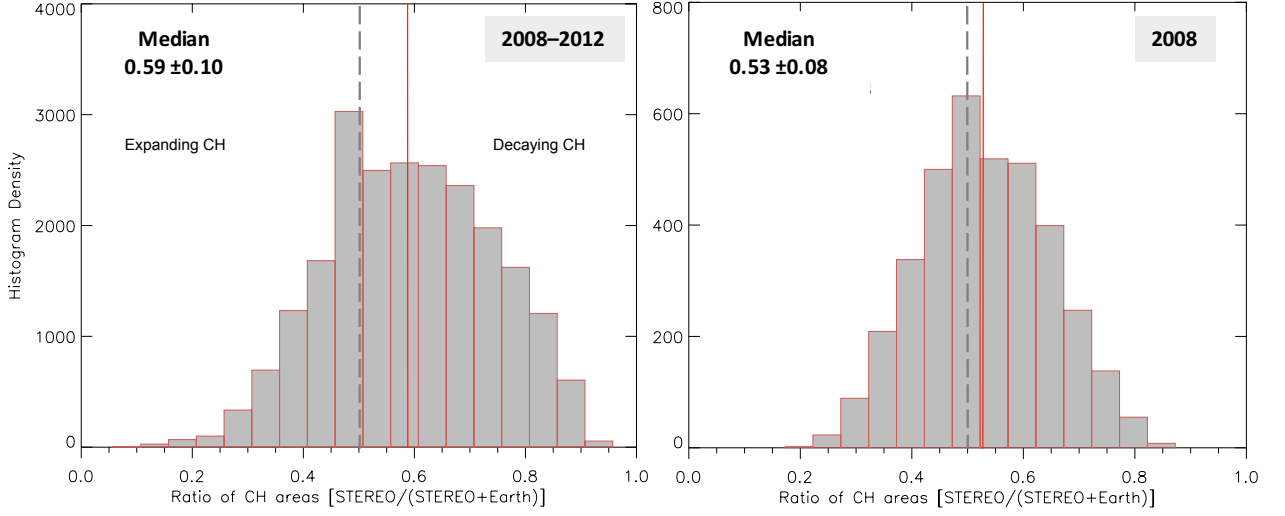 4000
Median
0.59 ±0.10
2008–2012
3000
Expanding CH
Decaying CH
Histogram Density
2000
1000
0
0.0 0.2 0.4 0.6 0.8 1.0
Ratio of CH areas [STEREO/(STEREO+Earth)]
800
Median
0.53 ±0.08
2008
600
400
200
0
0.0 0.2 0.4 0.6 0.8 1.0
Ratio of CH areas [STEREO/(STEREO+Earth)]